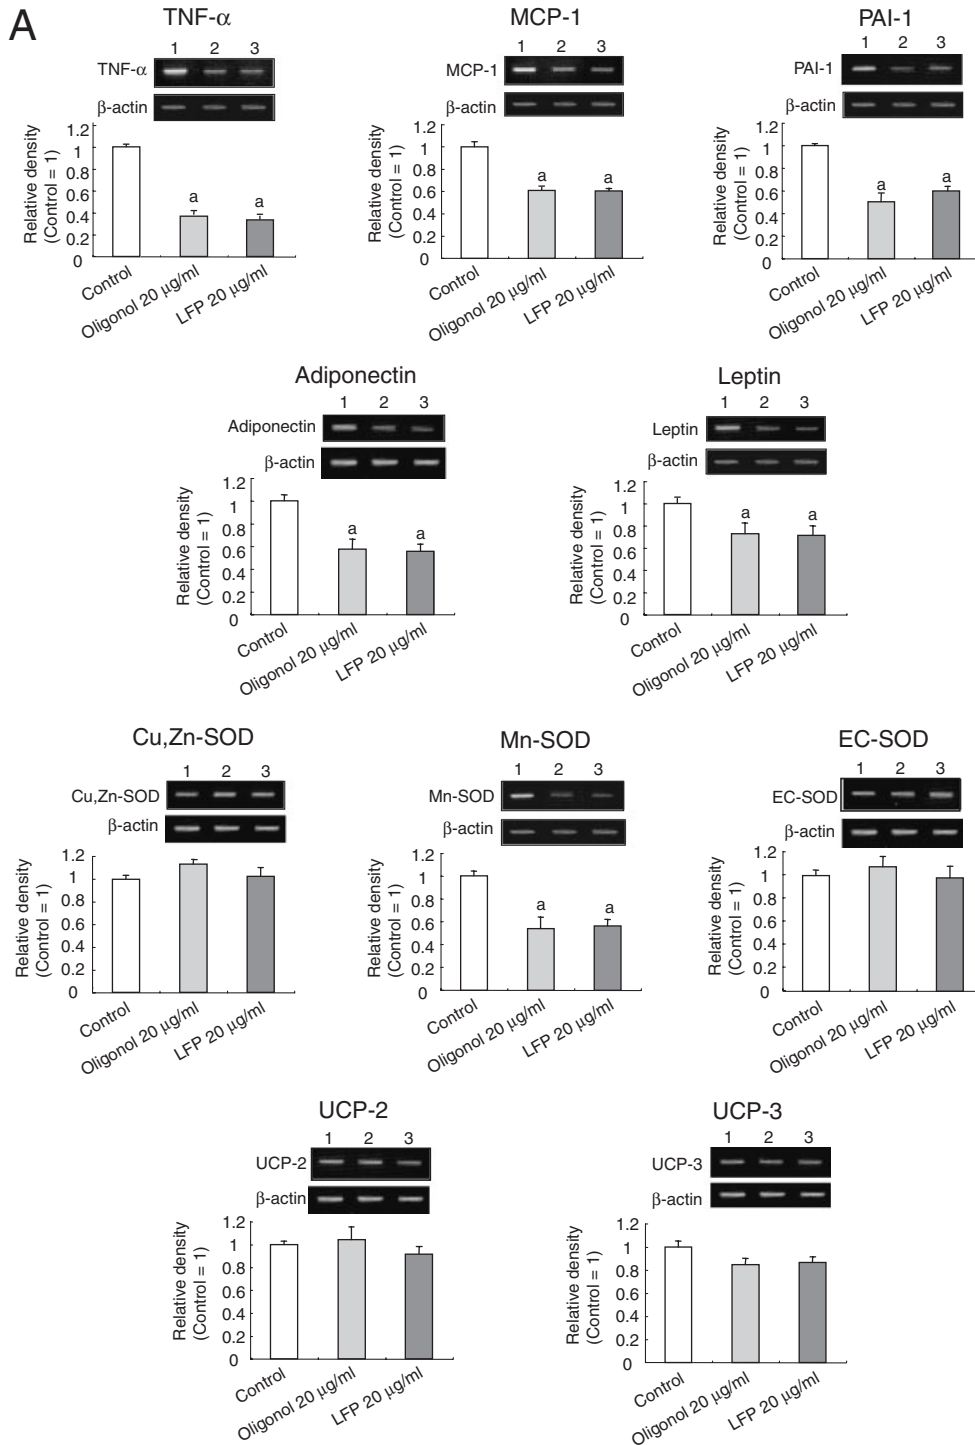 A
TNF-α
1 2 3
TNF-α
β-actin
Relative density
(Control = 1)
1.2
1
0.8
0.6
0.4
0.2
0
a
a
Control
Oligonol 20 μg/ml
LFP 20 μg/ml
MCP-1
1 2 3
MCP-1
β-actin
Relative density
(Control = 1)
1.2
1
0.8
0.6
0.4
0.2
0
a
a
Control
Oligonol 20 μg/ml
LFP 20 μg/ml
PAI-1
1 2 3
PAI-1
β-actin
Relative density
(Control = 1)
1.2
1
0.8
0.6
0.4
0.2
0
a
a
Control
Oligonol 20 μg/ml
LFP 20 μg/ml
Adiponectin
1 2 3
Adiponectin
β-actin
Relative density
(Control = 1)
1.2
1
0.8
0.6
0.4
0.2
0
a
a
Control
Oligonol 20 μg/ml
LFP 20 μg/ml
Leptin
1 2 3
Leptin
β-actin
Relative density
(Control = 1)
1.2
1
0.8
0.6
0.4
0.2
0
a
a
Control
Oligonol 20 μg/ml
LFP 20 μg/ml
Cu,Zn-SOD
1 2 3
Cu,Zn-SOD
β-actin
Relative density
(Control = 1)
1.2
1
0.8
0.6
0.4
0.2
0
Control
Oligonol 20 μg/ml
LFP 20 μg/ml
Mn-SOD
1 2 3
Mn-SOD
β-actin
Relative density
(Control = 1)
1.2
1
0.8
0.6
0.4
0.2
0
a
a
Control
Oligonol 20 μg/ml
LFP 20 μg/ml
EC-SOD
1 2 3
EC-SOD
β-actin
Relative density
(Control = 1)
1.2
1
0.8
0.6
0.4
0.2
0
Control
Oligonol 20 μg/ml
LFP 20 μg/ml
UCP-2
1 2 3
UCP-2
β-actin
Relative density
(Control = 1)
1.2
1
0.8
0.6
0.4
0.2
0
Control
Oligonol 20 μg/ml
LFP 20 μg/ml
UCP-3
1 2 3
UCP-3
β-actin
Relative density
(Control = 1)
1.2
1
0.8
0.6
0.4
0.2
0
Control
Oligonol 20 μg/ml
LFP 20 μg/ml